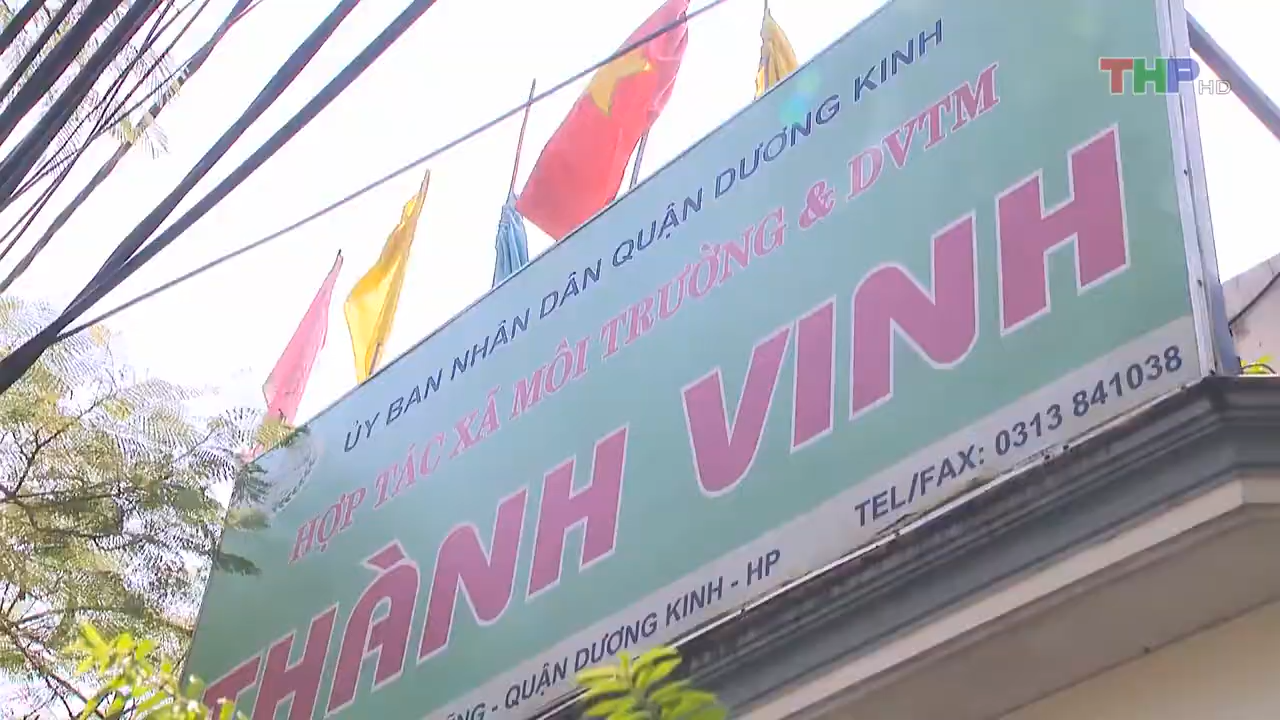 THP HD
ỦY BAN NHÂN DÂN QUẬN DƯƠNG KINH
HỢP TÁC XÃ MÔI TRƯỜNG & DVTM
THÀNH VINH
- QUẬN DƯƠNG KINH - HP
TEL/FAX: 0313 841038